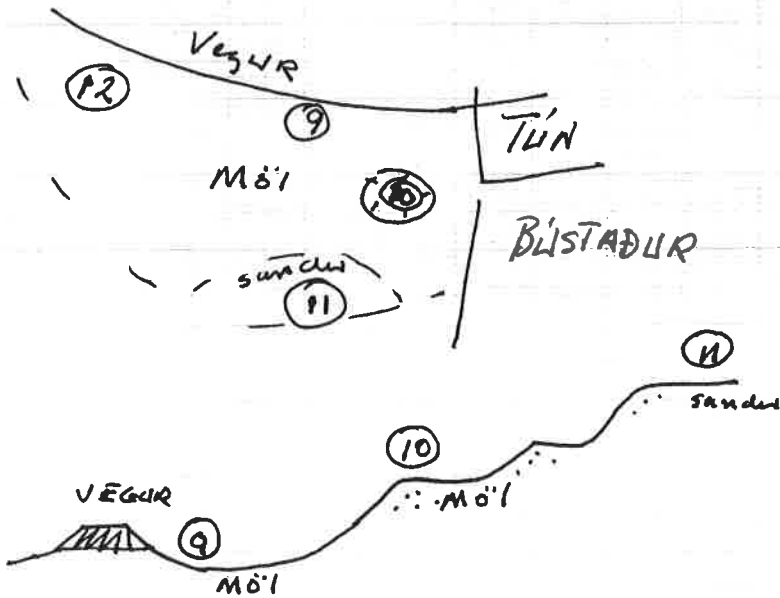 Vegur
12
9
TÚN
Möl
10
BÚSTAÐUR
sandur
11
11
sandur
10
VEGUR
Möl
9
Möl